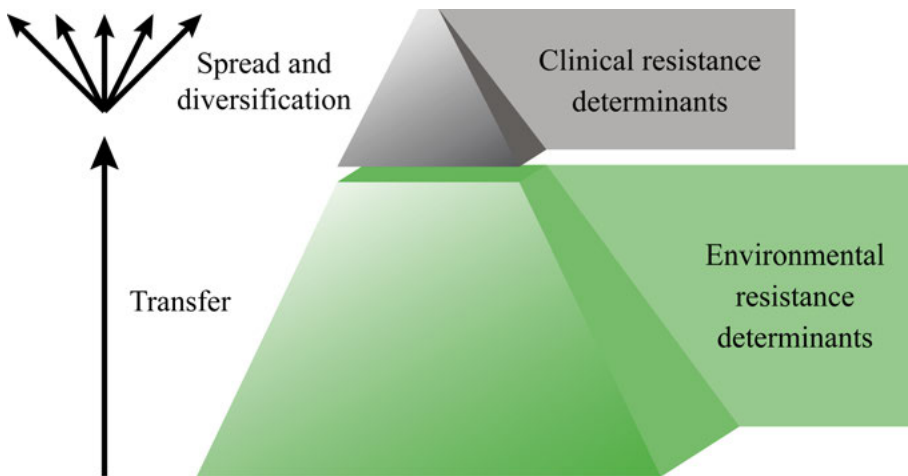 Spread and
diversification
Clinical resistance
determinants
Transfer
Environmental
resistance
determinants